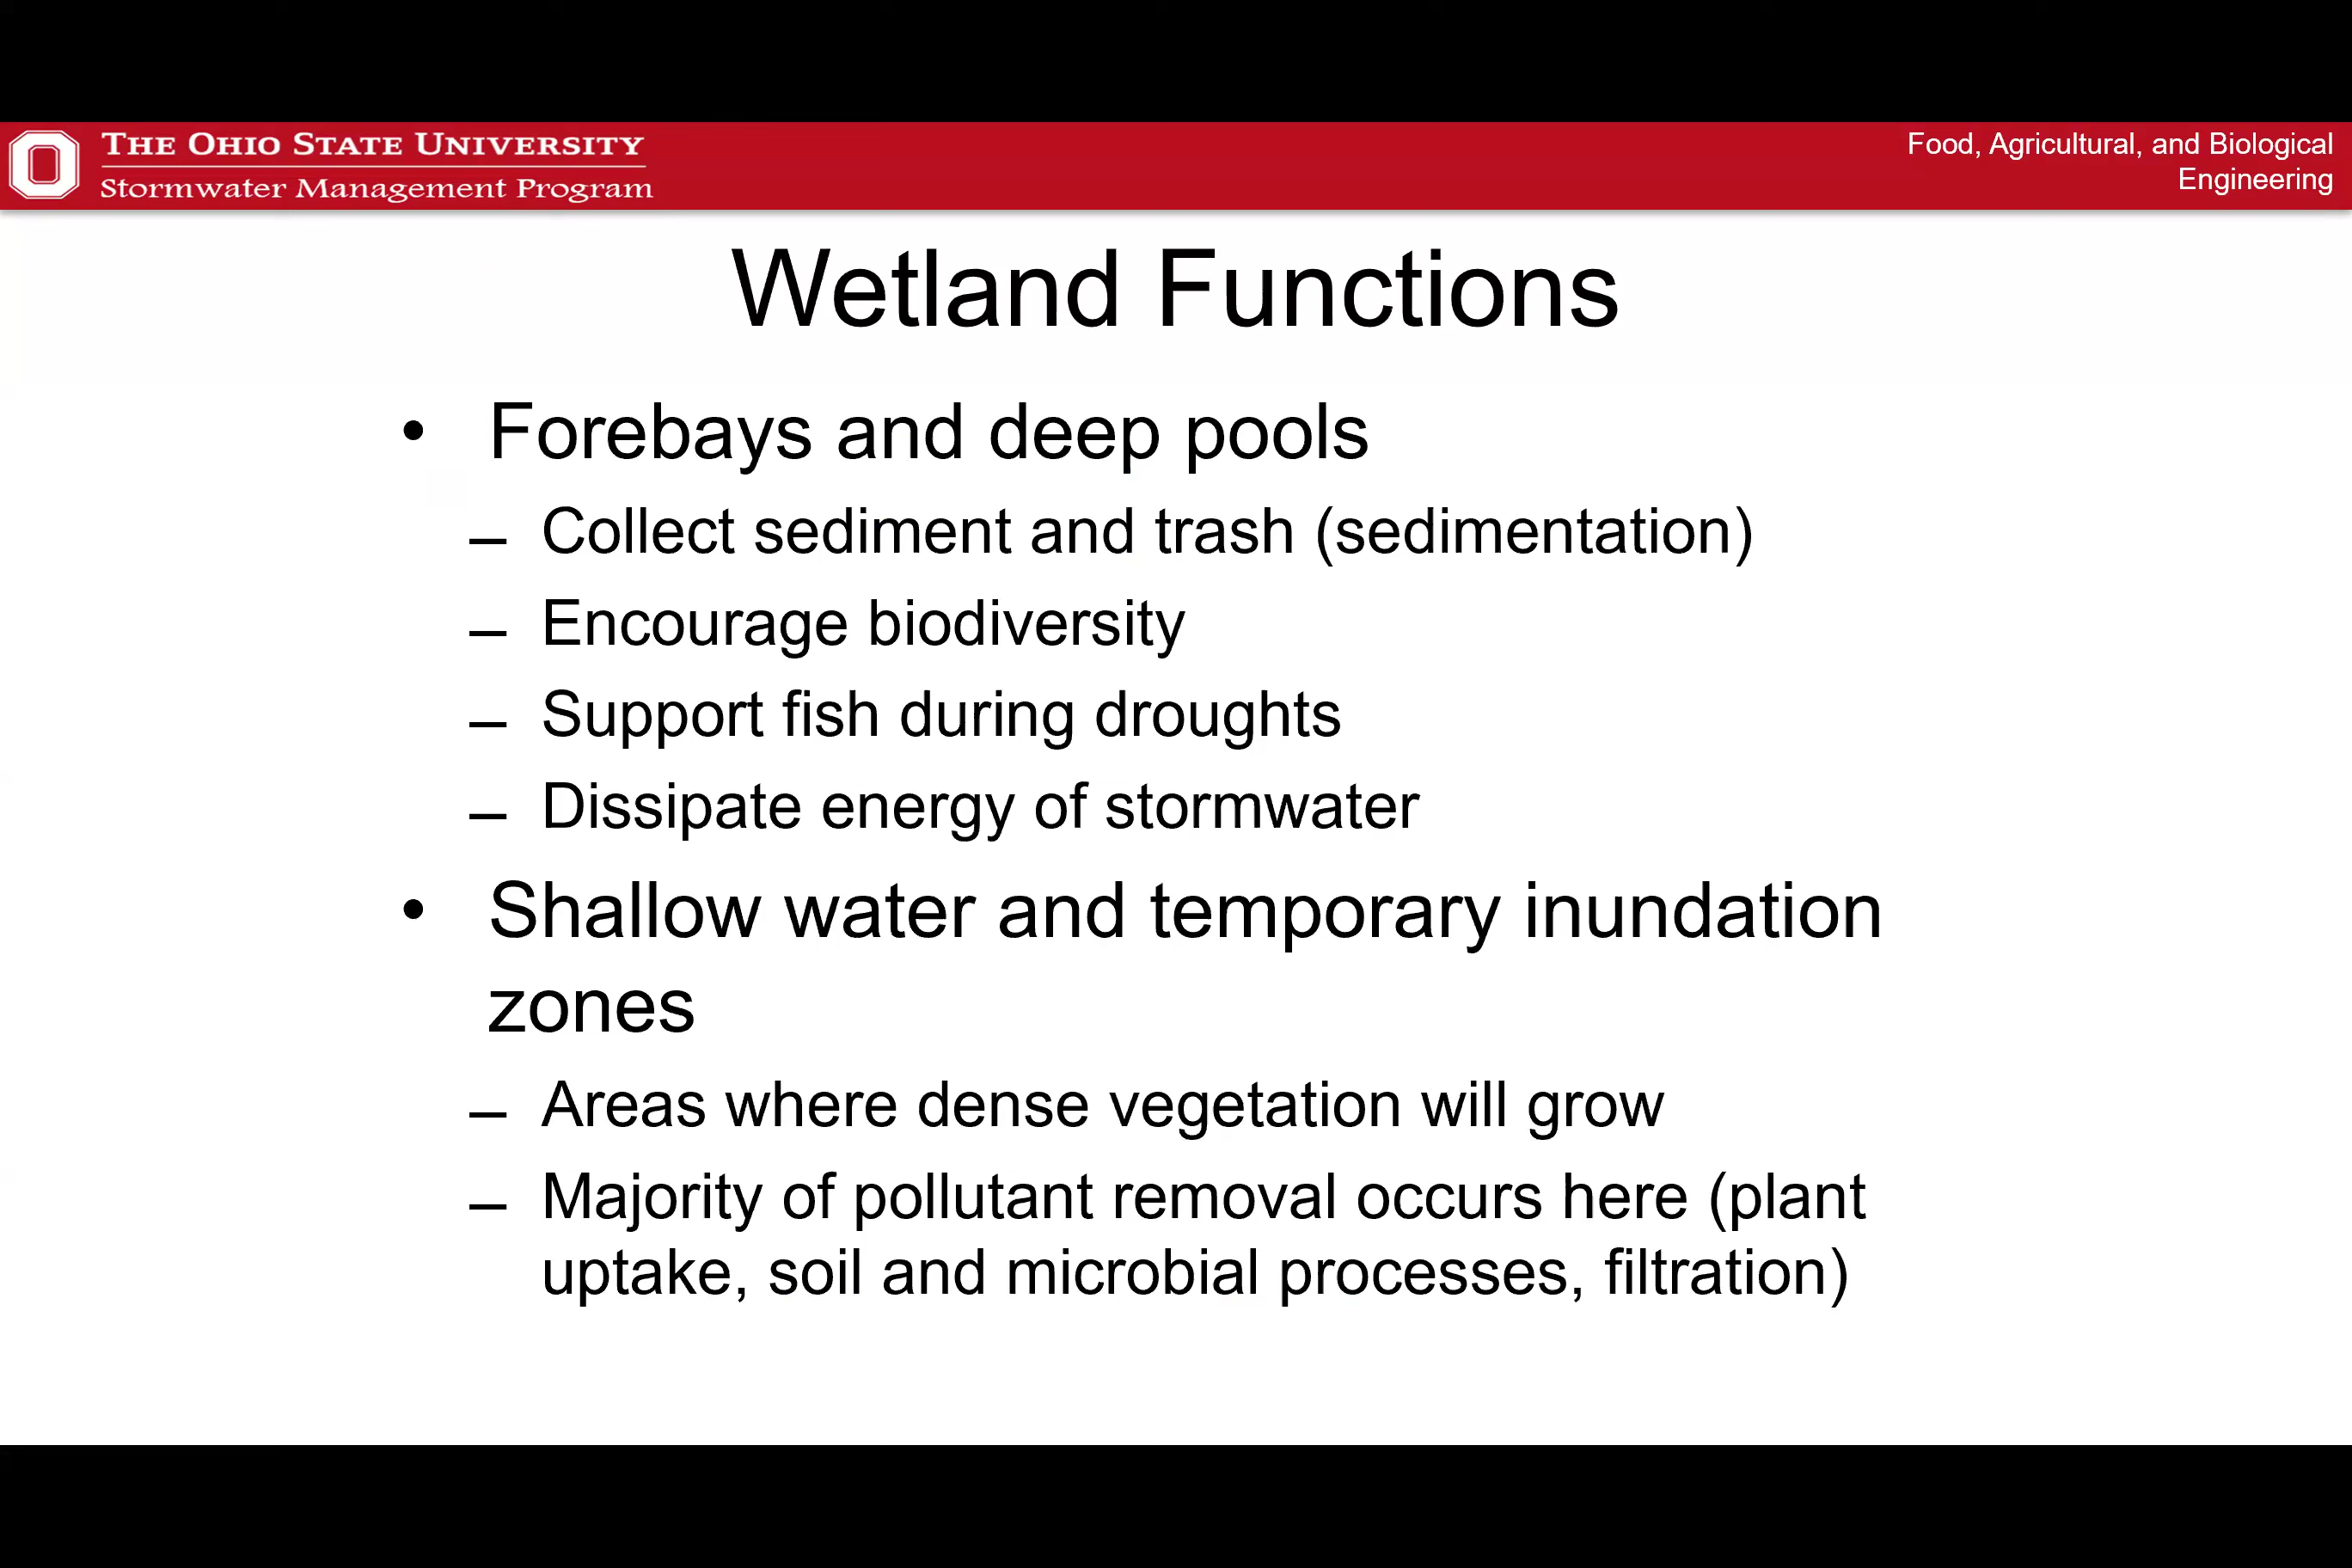 THE OHIO STATE UNIVERSITY
Stormwater Management Program
Food, Agricultural, and Biological
Engineering
Wetland Functions
• Forebays and deep pools
– Collect sediment and trash (sedimentation)
– Encourage biodiversity
– Support fish during droughts
– Dissipate energy of stormwater
• Shallow water and temporary inundation
zones
– Areas where dense vegetation will grow
– Majority of pollutant removal occurs here (plant
uptake, soil and microbial processes, filtration)